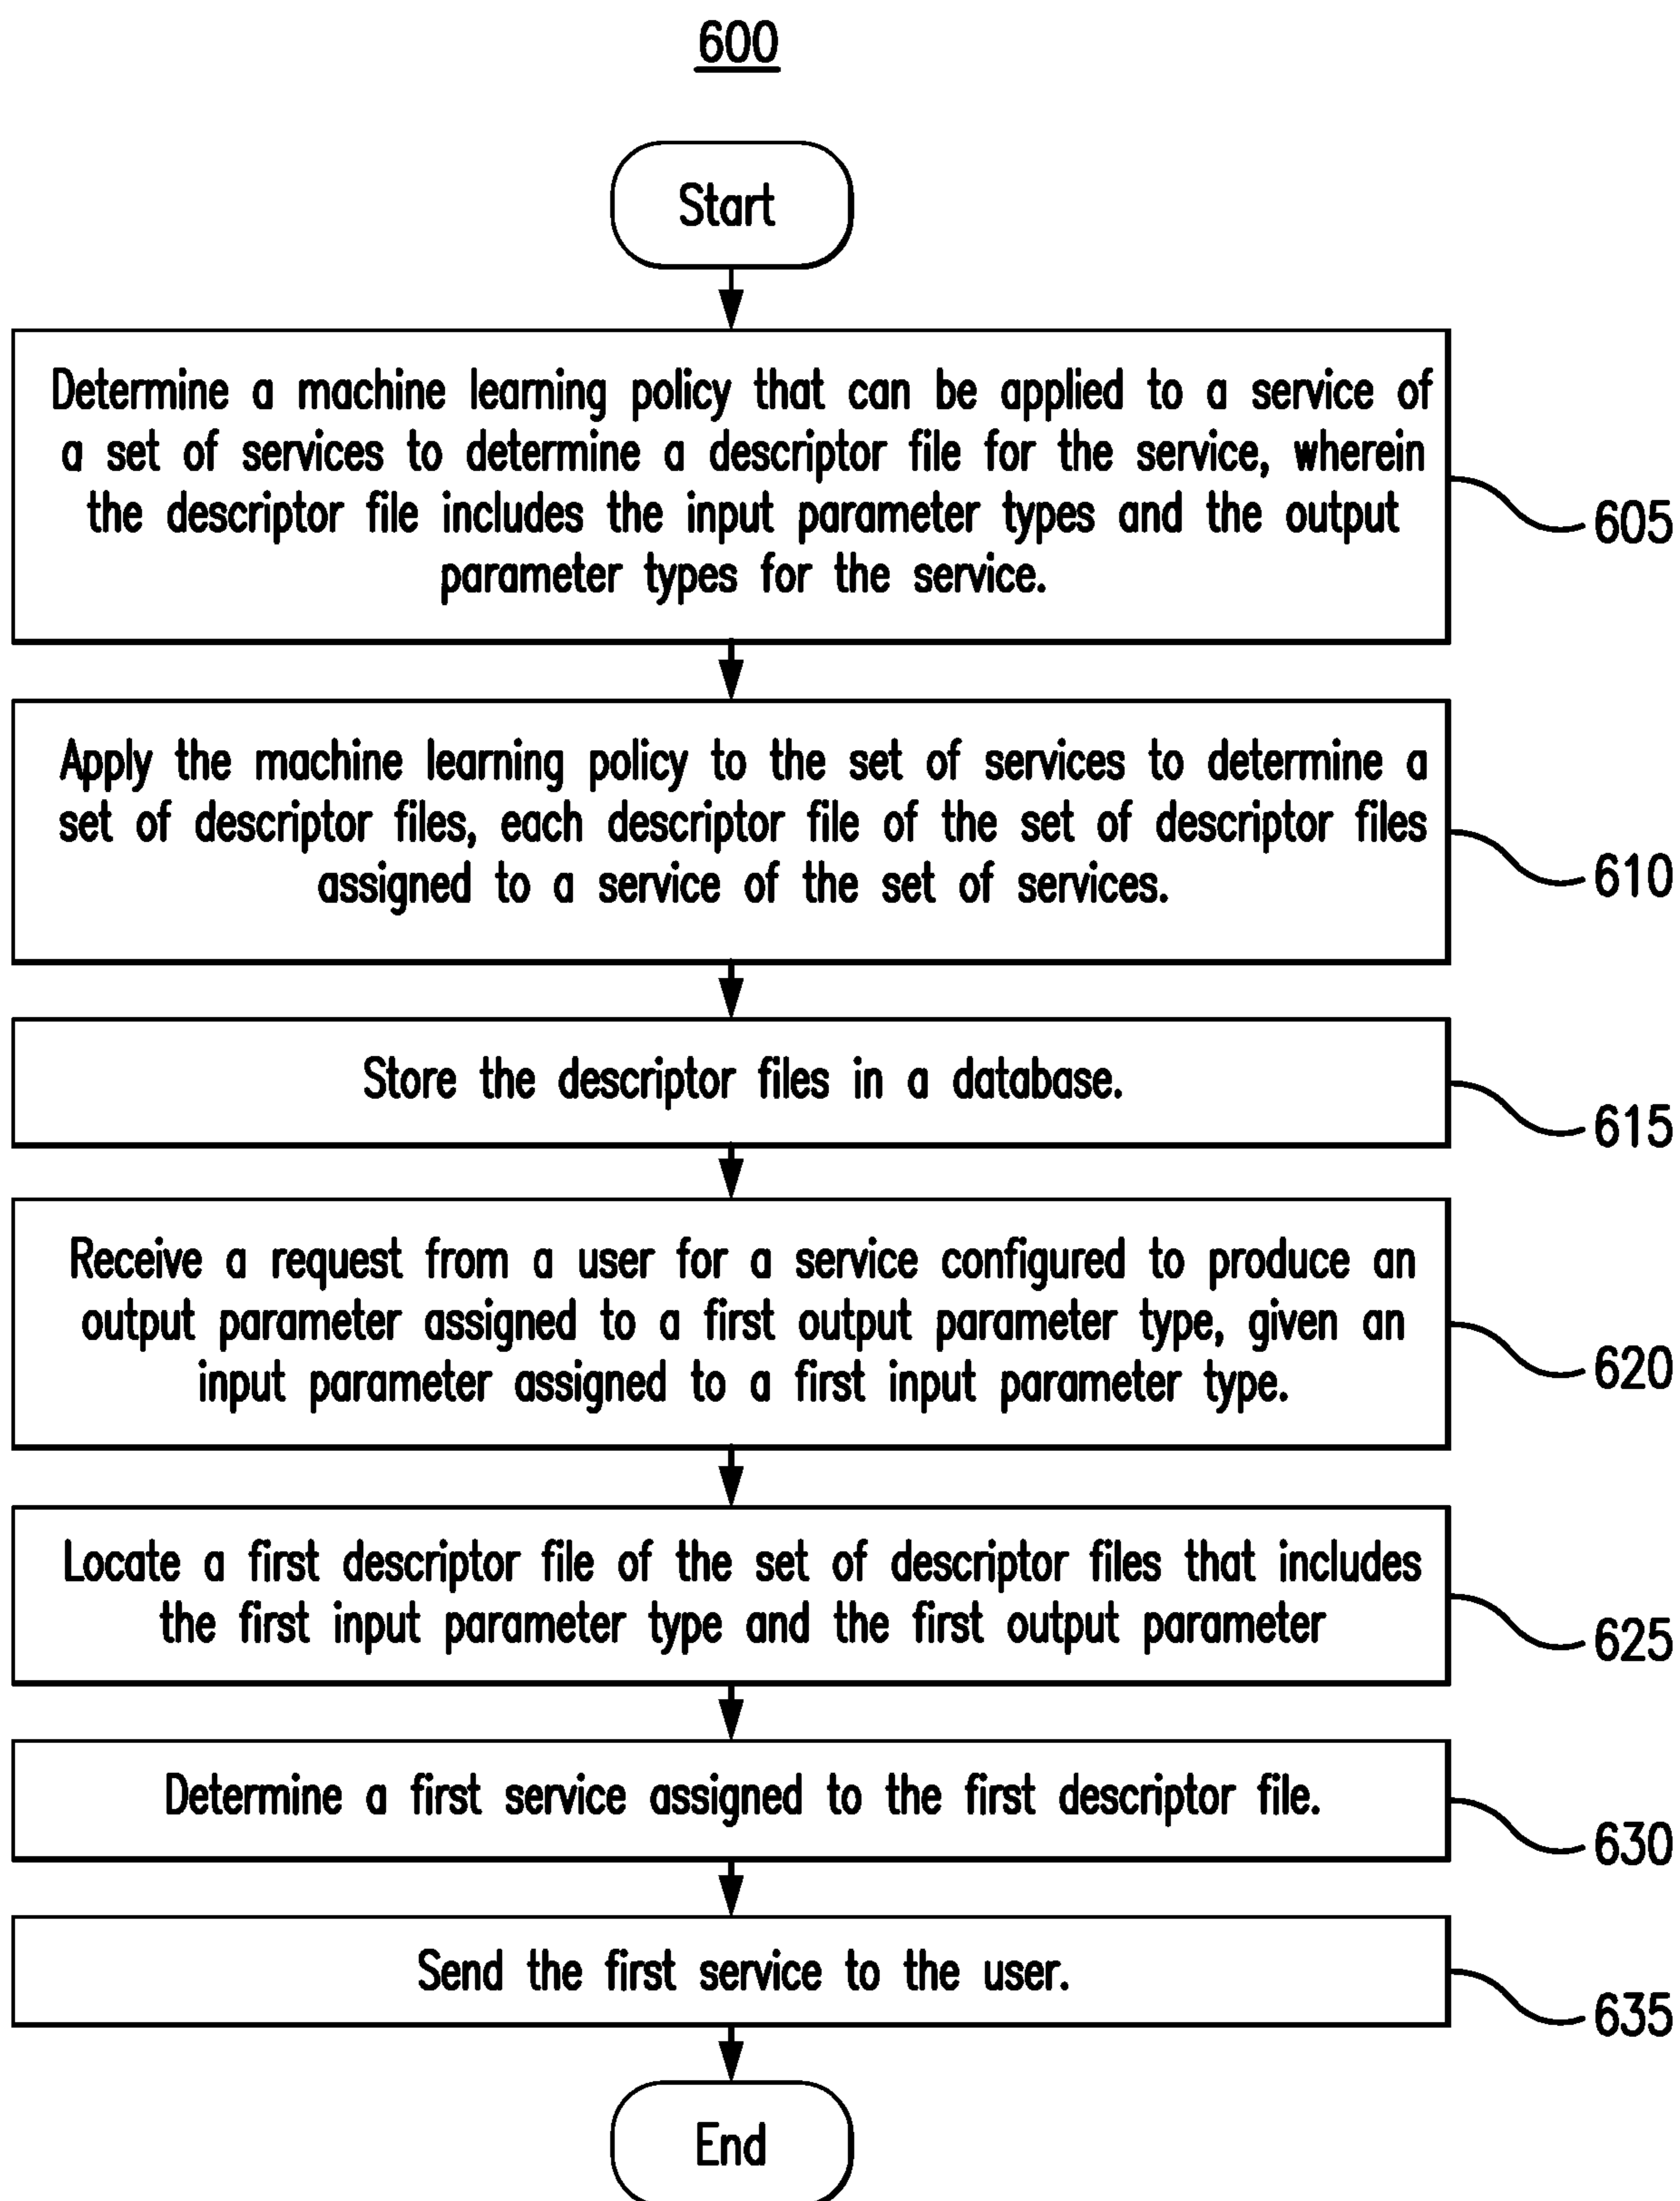 600
Start
Determine a machine learning policy that can be applied to a service of
a set of services to determine a descriptor file for the service, wherein
the descriptor file includes the input parameter types and the output
parameter types for the service.
605
Apply the machine learning policy to the set of services to determine a
set of descriptor files, each descriptor file of the set of descriptor files
assigned to a service of the set of services.
610
Store the descriptor files in a database.
615
Receive a request from a user for a service configured to produce an
output parameter assigned to a first output parameter type, given an
input parameter assigned to a first input parameter type.
620
Locate a first descriptor file of the set of descriptor files that includes
the first input parameter type and the first output parameter
625
Determine a first service assigned to the first descriptor file.
630
Send the first service to the user.
635
End